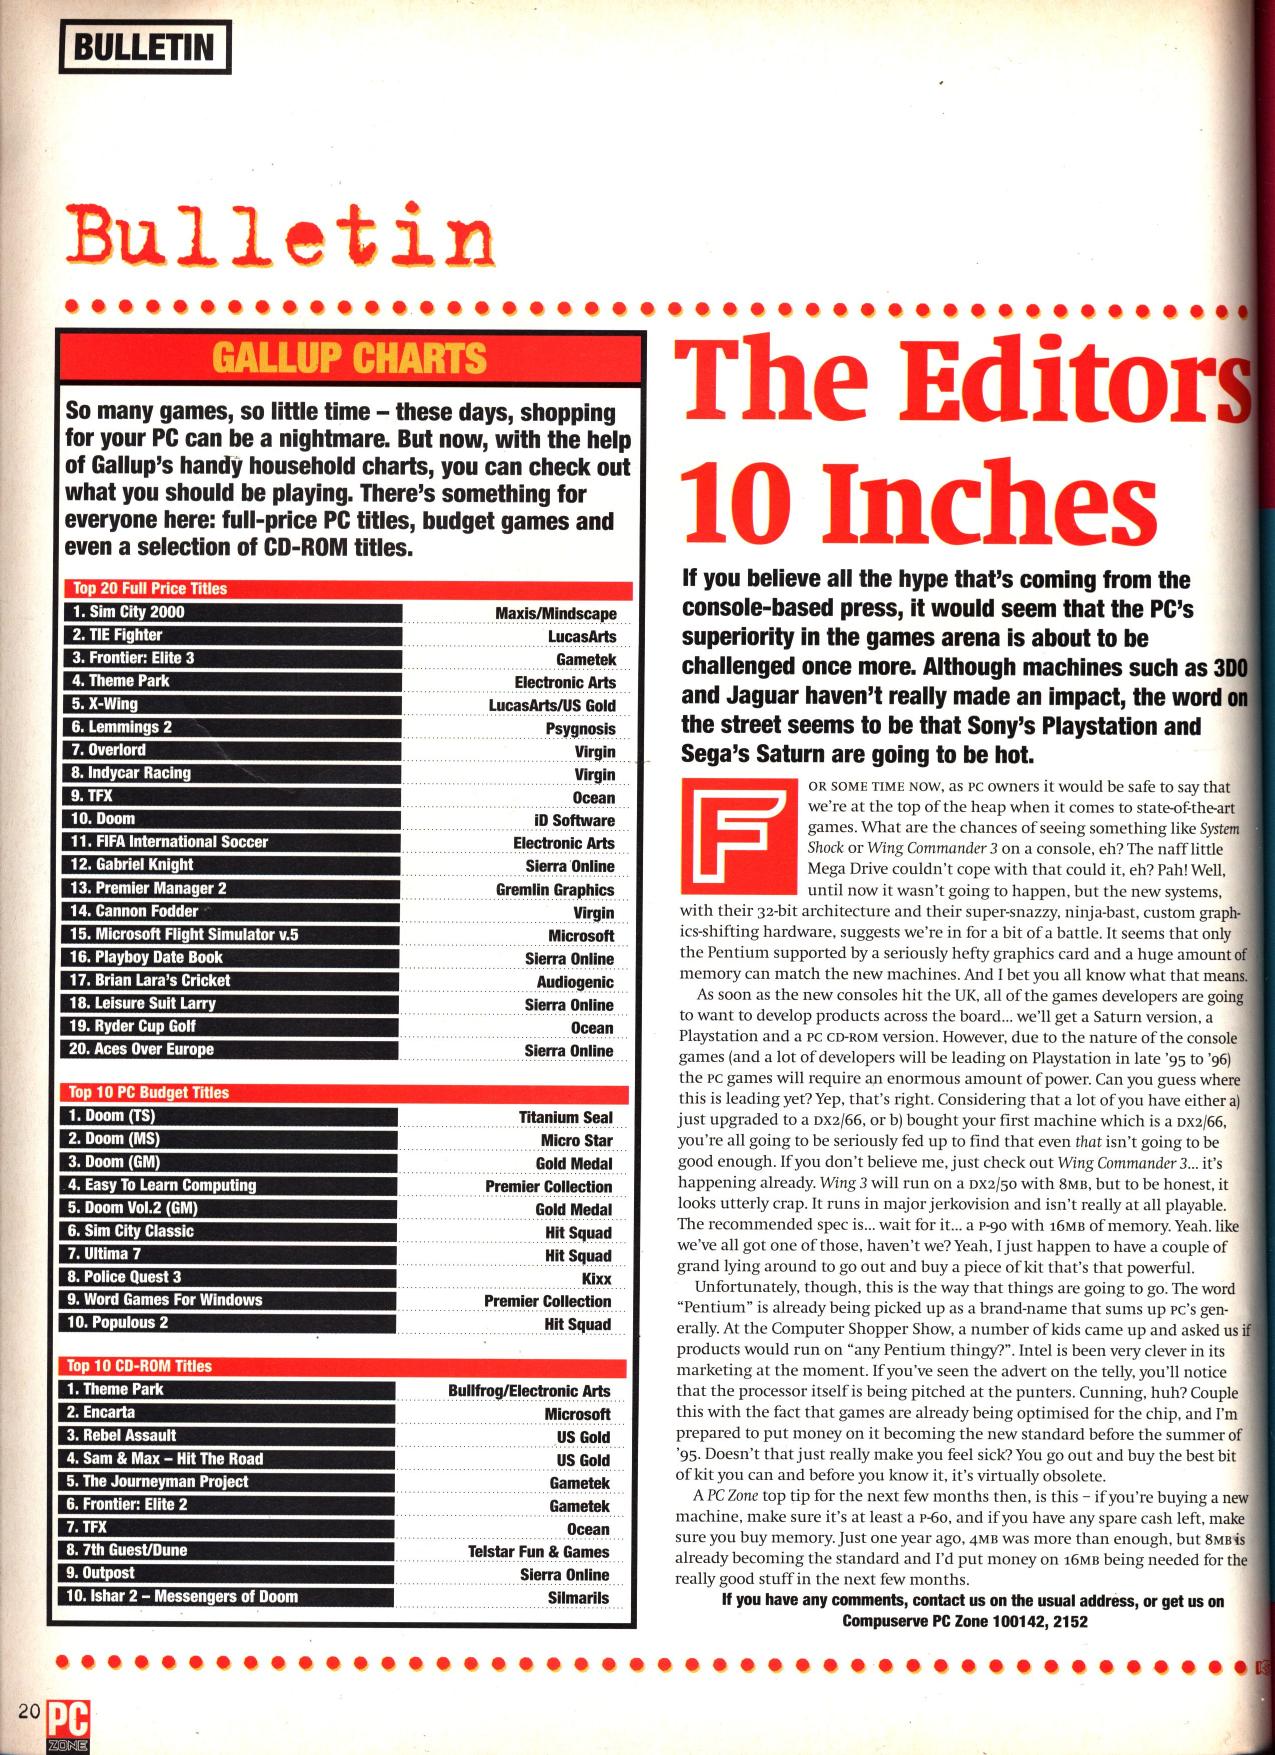 BULLETIN
Bulletin
GALLUP CHARTS
So many games, so little time – these days, shopping
for your PC can be a nightmare. But now, with the help
of Gallup's handy household charts, you can check out
what you should be playing. There's something for
everyone here: full-price PC titles, budget games and
even a selection of CD-ROM titles.
Top 20 Full Price Titles
1. Sim City 2000 Maxis/Mindscape
2. TIE Fighter LucasArts
3. Frontier: Elite 3 Gametek
4. Theme Park Electronic Arts
5. X-Wing LucasArts/US Gold
6. Lemmings 2 Psygnosis
7. Overlord Virgin
8. Indycar Racing Virgin
9. TFX Ocean
10. Doom iD Software
11. FIFA International Soccer Electronic Arts
12. Gabriel Knight Sierra Online
13. Premier Manager 2 Gremlin Graphics
14. Cannon Fodder Virgin
15. Microsoft Flight Simulator v.5 Microsoft
16. Playboy Date Book Sierra Online
17. Brian Lara's Cricket Audiogenic
18. Leisure Suit Larry Sierra Online
19. Ryder Cup Golf Ocean
20. Aces Over Europe Sierra Online
Top 10 PC Budget Titles
1. Doom (TS) Titanium Seal
2. Doom (MS) Micro Star
3. Doom (GM) Gold Medal
4. Easy To Learn Computing Premier Collection
5. Doom Vol.2 (GM) Gold Medal
6. Sim City Classic Hit Squad
7. Ultima 7 Hit Squad
8. Police Quest 3 Kixx
9. Word Games For Windows Premier Collection
10. Populous 2 Hit Squad
Top 10 CD-ROM Titles
1. Theme Park Bullfrog/Electronic Arts
2. Encarta Microsoft
3. Rebel Assault US Gold
4. Sam & Max – Hit The Road US Gold
5. The Journeyman Project Gametek
6. Frontier: Elite 2 Gametek
7. TFX Ocean
8. 7th Guest/Dune Telstar Fun & Games
9. Outpost Sierra Online
10. Ishar 2 – Messengers of Doom Silmarils
The Editors
10 Inches
If you believe all the hype that's coming from the
console-based press, it would seem that the PC's
superiority in the games arena is about to be
challenged once more. Although machines such as 3DO
and Jaguar haven't really made an impact, the word on
the street seems to be that Sony's Playstation and
Sega's Saturn are going to be hot.
FOR SOME TIME NOW, as PC owners it would be safe to say that
we're at the top of the heap when it comes to state-of-the-art
games. What are the chances of seeing something like System
Shock or Wing Commander 3 on a console, eh? The naff little
Mega Drive couldn't cope with that could it, eh? Pah! Well,
until now it wasn't going to happen, but the new systems,
with their 32-bit architecture and their super-snazzy, ninja-bast, custom graph-
ics-shifting hardware, suggests we're in for a bit of a battle. It seems that only
the Pentium supported by a seriously hefty graphics card and a huge amount of
memory can match the new machines. And I bet you all know what that means.
As soon as the new consoles hit the UK, all of the games developers are going
to want to develop products across the board... we'll get a Saturn version, a
Playstation and a PC CD-ROM version. However, due to the nature of the console
games (and a lot of developers will be leading on Playstation in late '95 to '96)
the PC games will require an enormous amount of power. Can you guess where
this is leading yet? Yep, that's right. Considering that a lot of you have either a)
just upgraded to a DX2/66, or b) bought your first machine which is a DX2/66,
you're all going to be seriously fed up to find that even that isn't going to be
good enough. If you don't believe me, just check out Wing Commander 3... it's
happening already. Wing 3 will run on a DX2/50 with 8MB, but to be honest, it
looks utterly crap. It runs in major jerkovision and isn't really at all playable.
The recommended spec is... wait for it... a P-90 with 16MB of memory. Yeah. like
we've all got one of those, haven't we? Yeah, I just happen to have a couple of
grand lying around to go out and buy a piece of kit that's that powerful.
Unfortunately, though, this is the way that things are going to go. The word
“Pentium” is already being picked up as a brand-name that sums up PC's gen-
erally. At the Computer Shopper Show, a number of kids came up and asked us if
products would run on “any Pentium thingy?”. Intel is been very clever in its
marketing at the moment. If you've seen the advert on the telly, you'll notice
that the processor itself is being pitched at the punters. Cunning, huh? Couple
this with the fact that games are already being optimised for the chip, and I'm
prepared to put money on it becoming the new standard before the summer of
'95. Doesn't that just really make you feel sick? You go out and buy the best bit
of kit you can and before you know it, it's virtually obsolete.
A PC Zone top tip for the next few months then, is this – if you're buying a new
machine, make sure it's at least a P-60, and if you have any spare cash left, make
sure you buy memory. Just one year ago, 4MB was more than enough, but 8MB is
already becoming the standard and I'd put money on 16MB being needed for the
really good stuff in the next few months.
If you have any comments, contact us on the usual address, or get us on
Compuserve PC Zone 100142, 2152
20 PC
ZONE